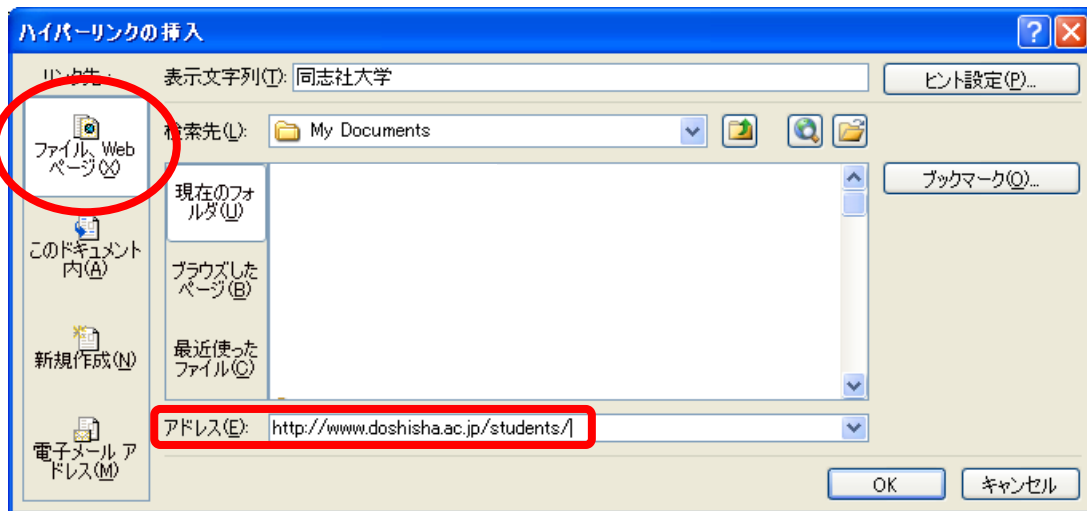 ハイパーリンクの挿入
リンク先:
表示文字列(T): 同志社大学
ヒント設定(P)...
ファイル、Web
ページ(X)
検索先(L): My Documents
ブックマーク(O)...
現在のフォ
ルダ(U)
このドキュメント
内(A)
ブラウズした
ページ(B)
新規作成(N)
最近使った
ファイル(C)
アドレス(E): http://www.doshisha.ac.jp/students/
電子メール ア
ドレス(M)
OK
キャンセル